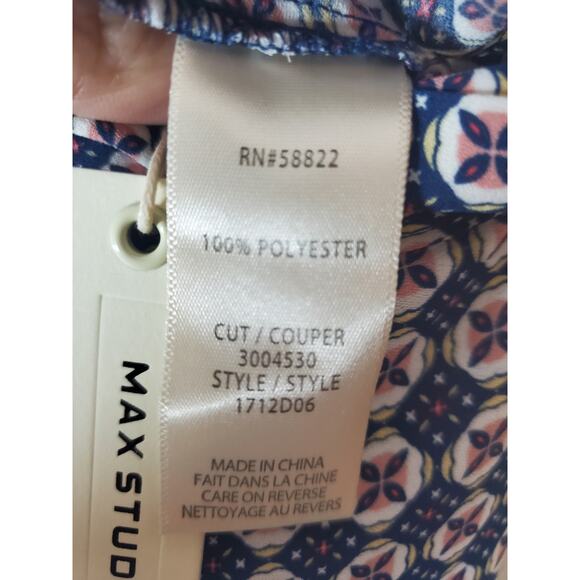 RN#58822
100% POLYESTER
CUT / COUPER
3004530
STYLE / STYLE
1712D06
MADE IN CHINA
FAIT DANS LA CHINE
CARE ON REVERSE
NETTOYAGE AU REVERS
MAX STUD